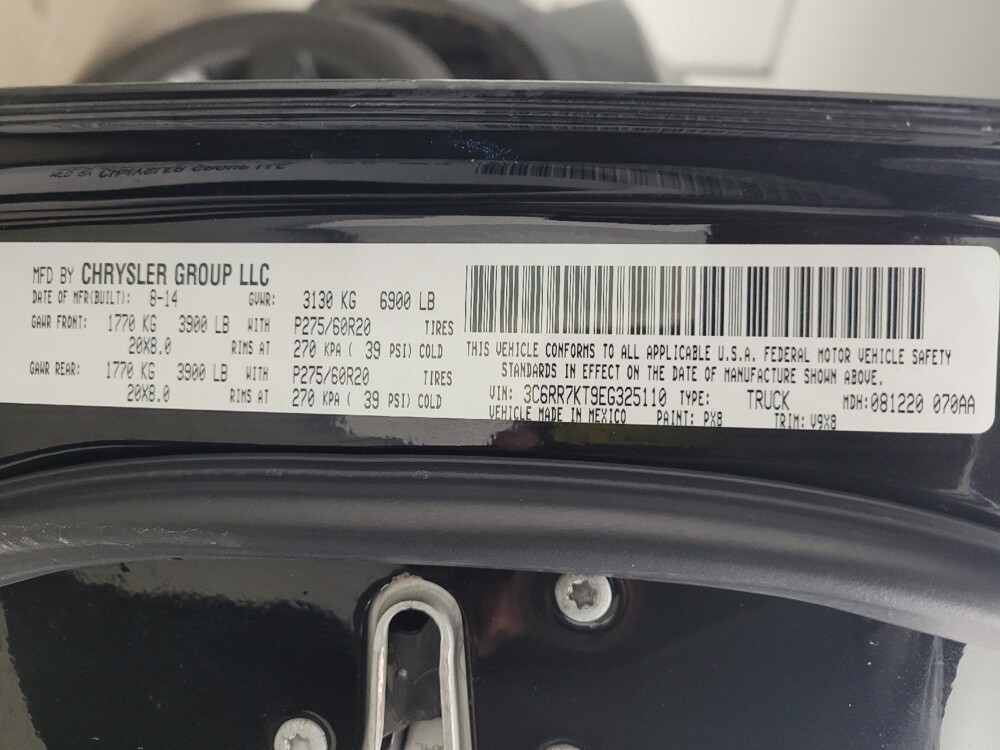 MFD BY CHRYSLER GROUP LLC
DATE OF MFR(BUILT): 8-14 GVWR: 3130 KG 6900 LB
GAWR FRONT: 1770 KG 3900 LB WITH P275/60R20 TIRES
20X8.0 RIMS AT 270 KPA ( 39 PSI) COLD
GAWR REAR: 1770 KG 3900 LB WITH P275/60R20 TIRES
20X8.0 RIMS AT 270 KPA ( 39 PSI) COLD
THIS VEHICLE CONFORMS TO ALL APPLICABLE U.S.A. FEDERAL MOTOR VEHICLE SAFETY
STANDARDS IN EFFECT ON THE DATE OF MANUFACTURE SHOWN ABOVE.
VIN: 3C6RR7KT9EG325110 TYPE: TRUCK MDH:081220 070AA
VEHICLE MADE IN MEXICO PAINT: PX8 TRIM: V9X8